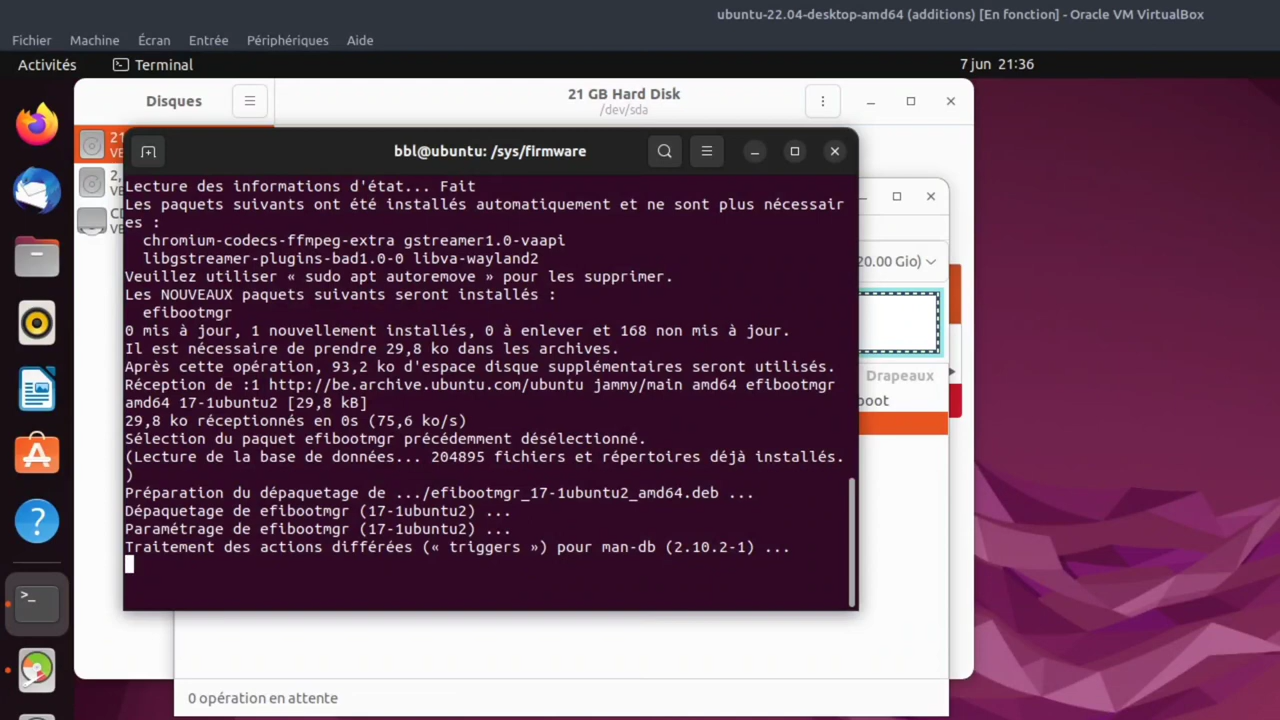 ubuntu-22.04-desktop-amd64 (additions) [En fonction] - Oracle VM VirtualBox
Fichier Machine Écran Entrée Périphériques Aide
Activités Terminal 7 jun 21:36
Disques 21 GB Hard Disk
/dev/sda
21
VB
2,
VB
CD
VB
bbl@ubuntu: /sys/firmware
Lecture des informations d'état... Fait
Les paquets suivants ont été installés automatiquement et ne sont plus nécessair
es :
chromium-codecs-ffmpeg-extra gstreamer1.0-vaapi
libgstreamer-plugins-bad1.0-0 libva-wayland2
Veuillez utiliser « sudo apt autoremove » pour les supprimer.
Les NOUVEAUX paquets suivants seront installés :
efibootmgr
0 mis à jour, 1 nouvellement installés, 0 à enlever et 168 non mis à jour.
Il est nécessaire de prendre 29,8 ko dans les archives.
Après cette opération, 93,2 ko d'espace disque supplémentaires seront utilisés.
Réception de :1 http://be.archive.ubuntu.com/ubuntu jammy/main amd64 efibootmgr
amd64 17-1ubuntu2 [29,8 kB]
29,8 ko réceptionnés en 0s (75,6 ko/s)
Sélection du paquet efibootmgr précédemment désélectionné.
(Lecture de la base de données... 204895 fichiers et répertoires déjà installés.
)
Préparation du dépaquetage de .../efibootmgr_17-1ubuntu2_amd64.deb ...
Dépaquetage de efibootmgr (17-1ubuntu2) ...
Paramétrage de efibootmgr (17-1ubuntu2) ...
Traitement des actions différées (« triggers ») pour man-db (2.10.2-1) ...
20.00 Gio)
Drapeaux
boot
0 opération en attente